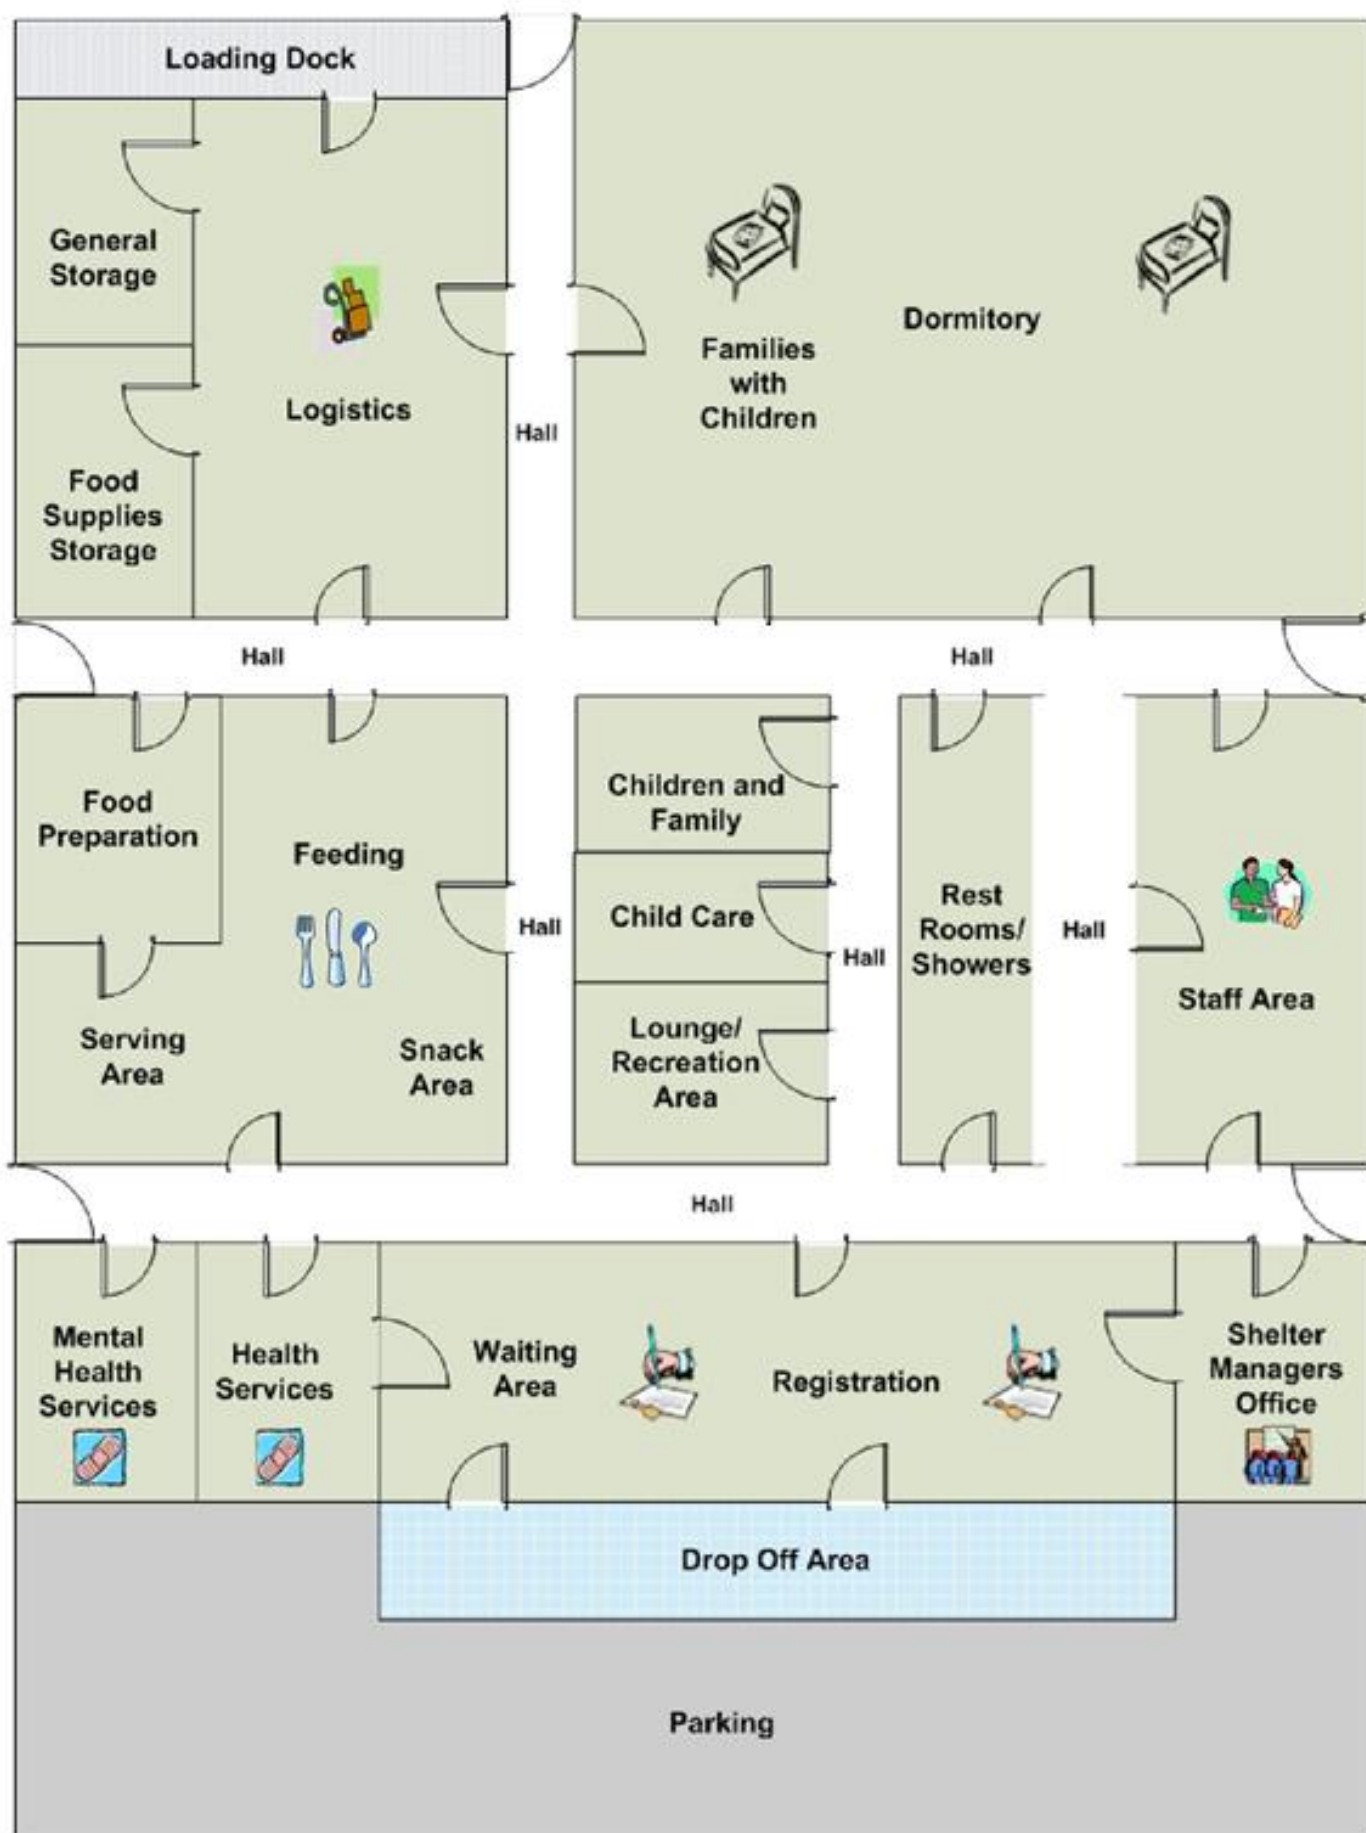 Loading Dock
General
Storage
Logistics
Food
Supplies
Storage
Hall
Families
with
Children
Dormitory
Hall
Hall
Food
Preparation
Feeding
Serving
Area
Snack
Area
Hall
Children and
Family
Child Care
Lounge/
Recreation
Area
Hall
Rest
Rooms/
Showers
Hall
Staff Area
Hall
Mental
Health
Services
Health
Services
Waiting
Area
Registration
Shelter
Managers
Office
Drop Off Area
Parking